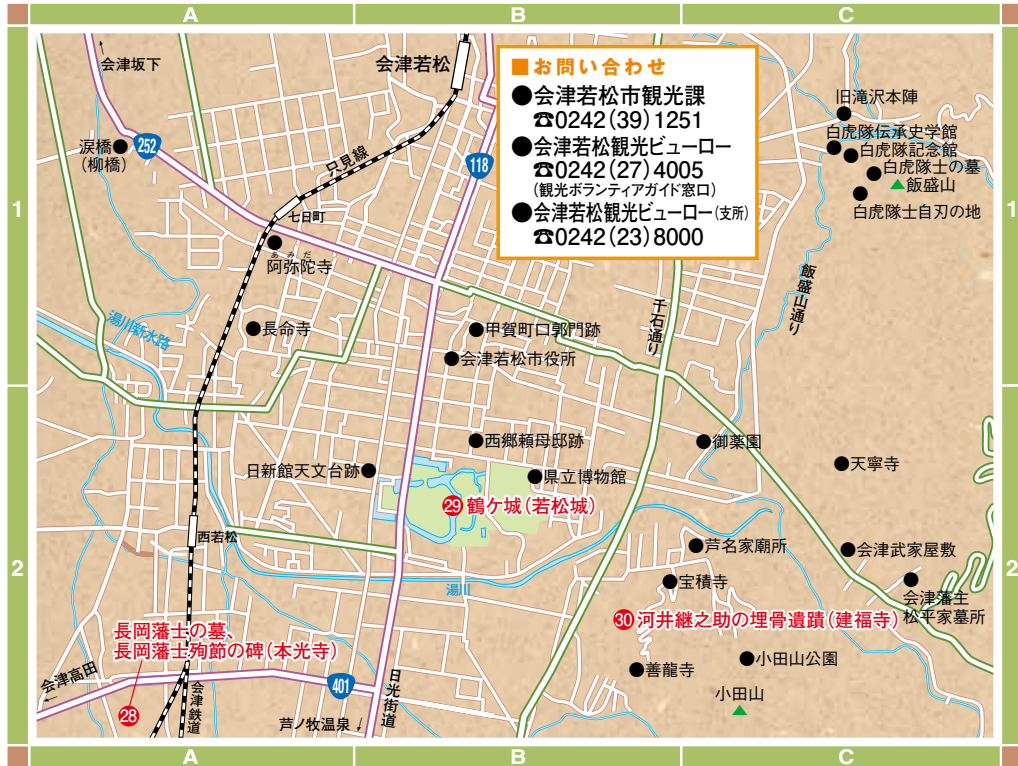 A
B
C
1
2
1
2
A
B
C
会津坂下
会津若松
■お問い合わせ
●会津若松市観光課
☎0242(39)1251
●会津若松観光ビューロー
☎0242(27)4005
(観光ボランティアガイド窓口)
●会津若松観光ビューロー(支所)
☎0242(23)8000
旧滝沢本陣
白虎隊伝承史学館
白虎隊記念館
白虎隊士の墓
飯盛山
白虎隊士自刃の地
涙橋
(柳橋)
252
只見線
118
七日町
あみだ
阿弥陀寺
飯盛山通り
千石通り
湯川新水路
長命寺
甲賀町口郭門跡
会津若松市役所
西郷頼母邸跡
御薬園
日新館天文台跡
県立博物館
天寧寺
29 鶴ケ城(若松城)
西若松
芦名家廟所
会津武家屋敷
湯川
宝積寺
会津藩主
松平家墓所
30 河井継之助の埋骨遺蹟(建福寺)
長岡藩士の墓、
長岡藩士殉節の碑(本光寺)
善龍寺
小田山公園
小田山
会津高田
28
会津鉄道
401
日光街道
芦ノ牧温泉